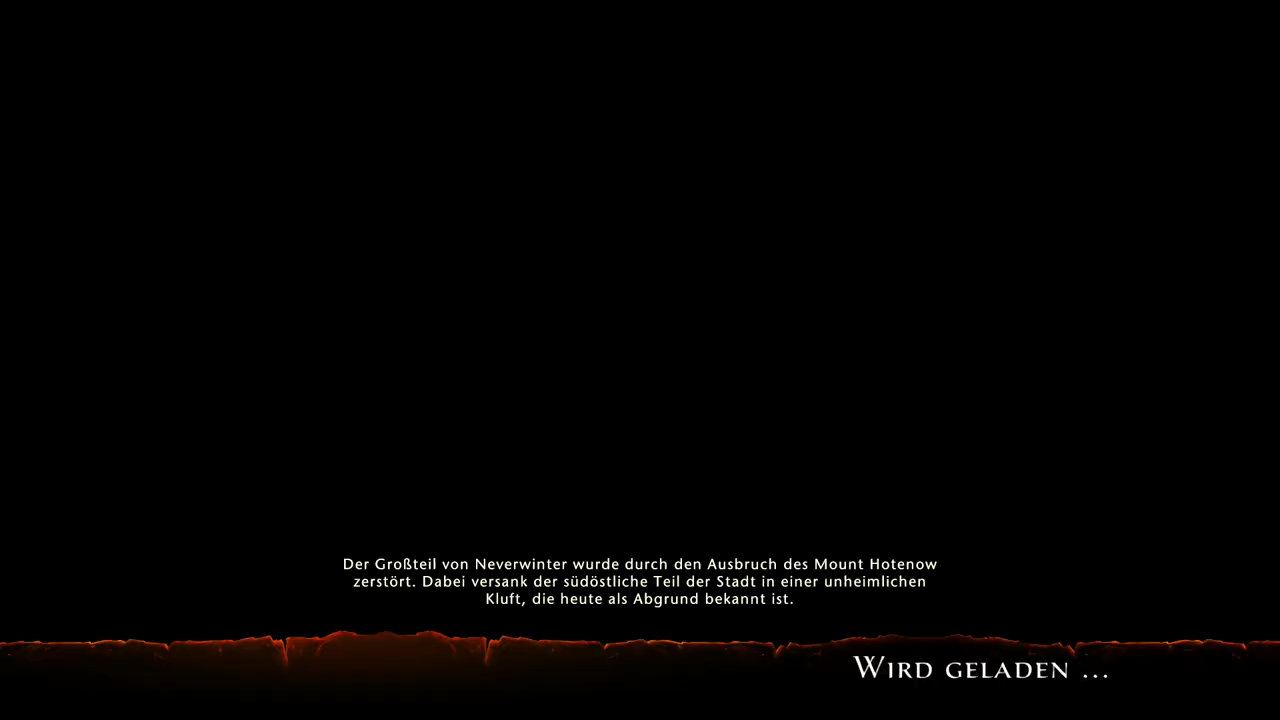 Der Großteil von Neverwinter wurde durch den Ausbruch des Mount Hotenow
zerstört. Dabei versank der südöstliche Teil der Stadt in einer unheimlichen
Kluft, die heute als Abgrund bekannt ist.
Wird geladen ...